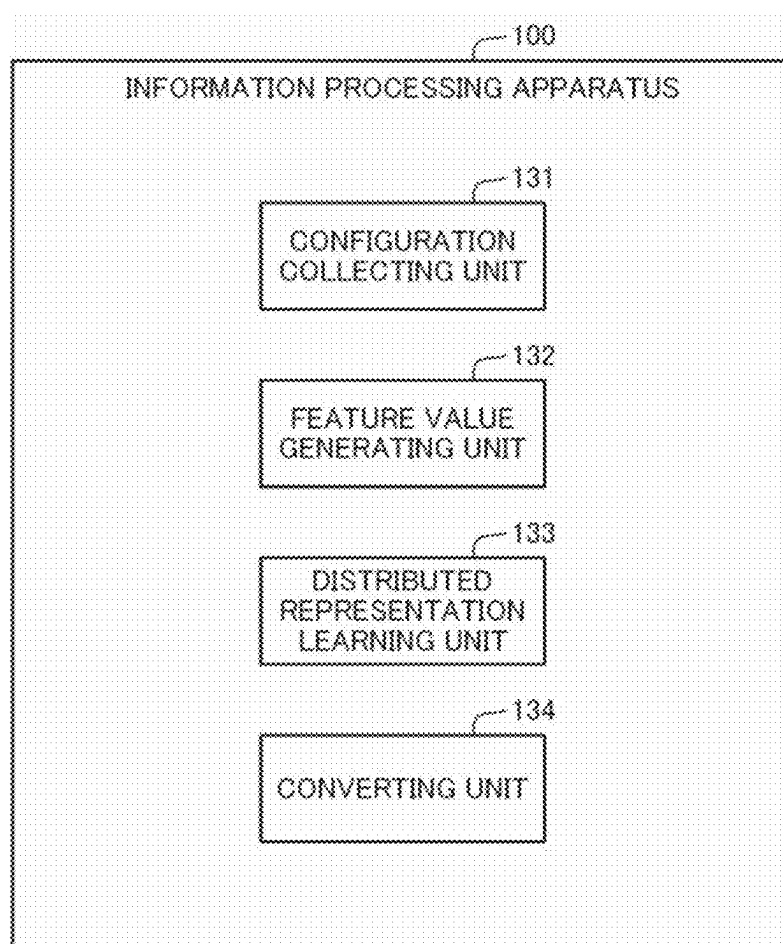 100
INFORMATION PROCESSING APPARATUS
131
CONFIGURATION
COLLECTING UNIT
132
FEATURE VALUE
GENERATING UNIT
133
DISTRIBUTED
REPRESENTATION
LEARNING UNIT
134
CONVERTING UNIT